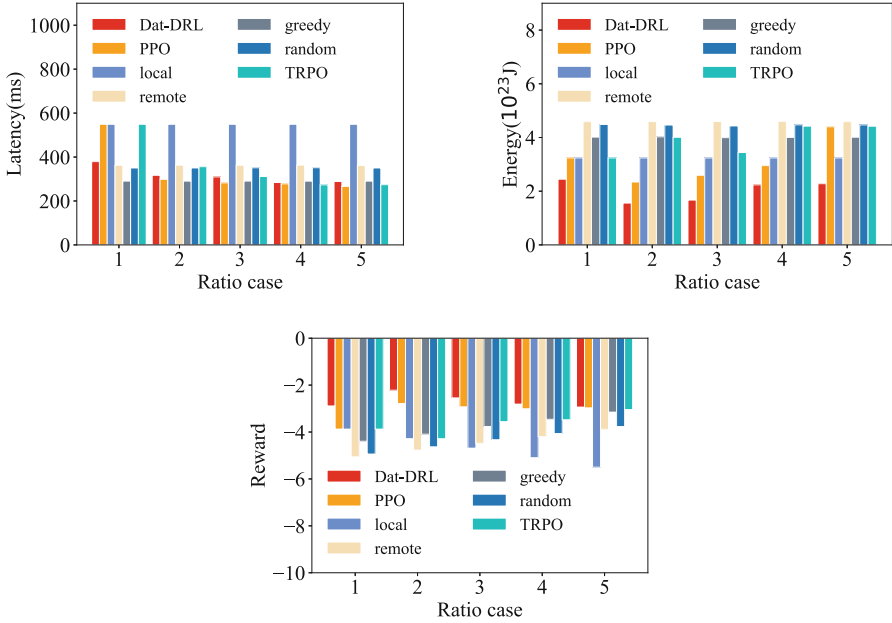 1000
800
600
400
200
0
Latency(ms)
Dat-DRL
PPO
local
remote
greedy
random
TRPO
1 2 3 4 5
Ratio case
8
6
4
2
0
Energy(10²³J)
Dat-DRL
PPO
local
remote
greedy
random
TRPO
1 2 3 4 5
Ratio case
0
−2
−4
−6
−8
−10
Reward
Dat-DRL
PPO
local
remote
greedy
random
TRPO
1 2 3 4 5
Ratio case